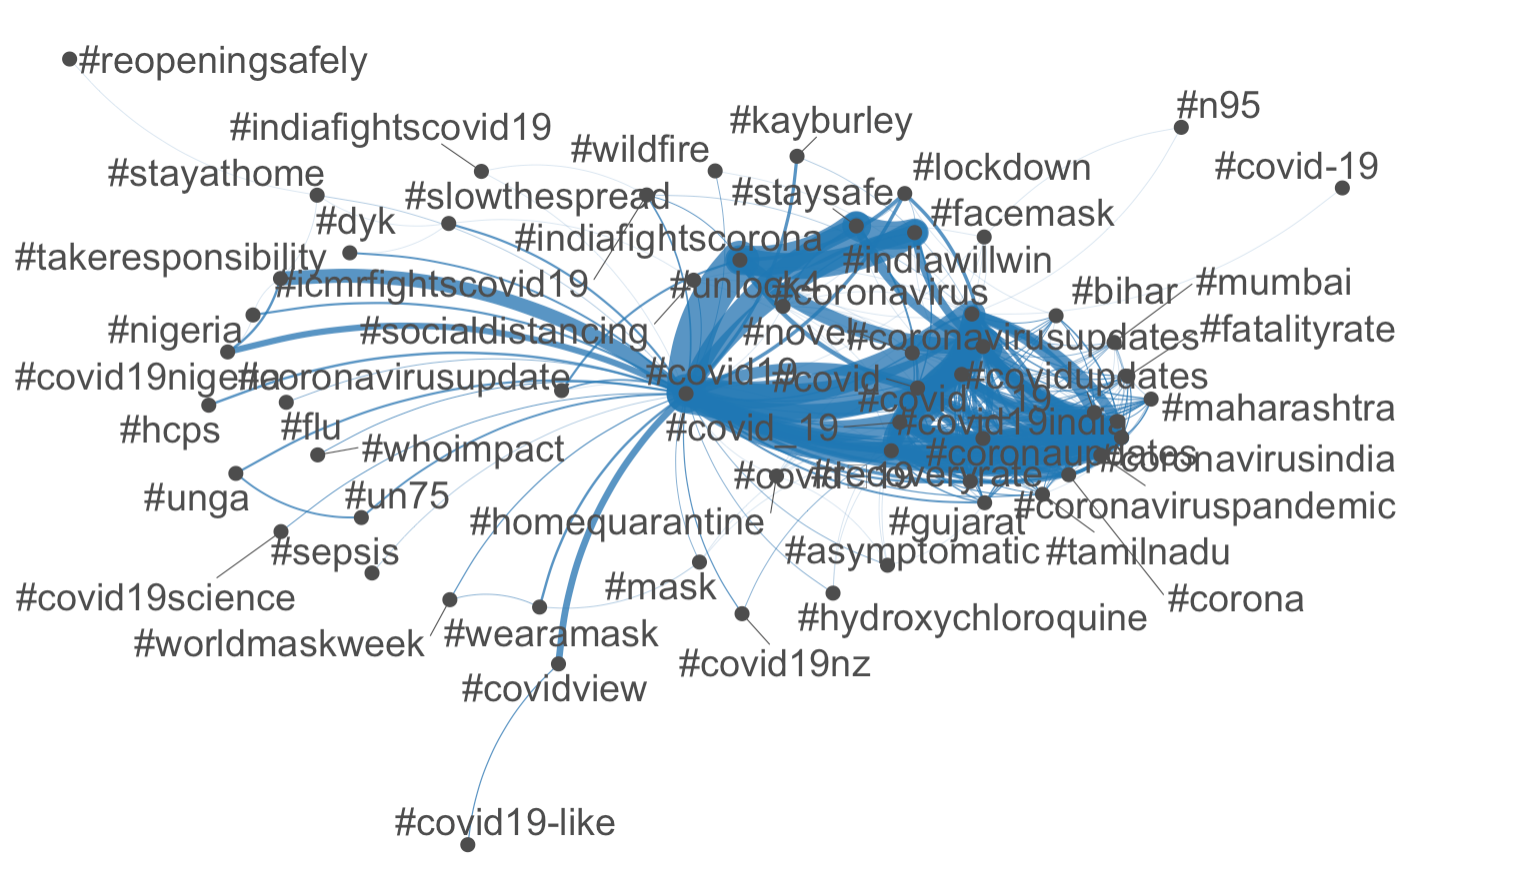 #reopeningsafely
#n95
#kayburley
#indiafightscovid19
#wildfire
#lockdown
#covid-19
#stayathome
#slowthespread
#staysafe
#facemask
#dyk
#indiafightscorona
#takeresponsibility
#indiawillwin
#icmrfightscovid19
#unlock4
#coronavirus
#bihar
#mumbai
#nigeria
#socialdistancing
#novel
#coronavirusupdates
#fatalityrate
#covid19nigeria
#coronavirusupdate
#covid19
#covid
#covidupdates
#covid_19
#maharashtra
#hcps
#flu
#covid_19
#covid19india
#whoimpact
#coronaupdates
#coronavirusindia
#recoveryrate
#unga
#un75
#homequarantine
#gujarat
#coronaviruspandemic
#sepsis
#asymptomatic
#tamilnadu
#covid19science
#mask
#corona
#worldmaskweek
#wearamask
#hydroxychloroquine
#covid19nz
#covidview
#covid19-like